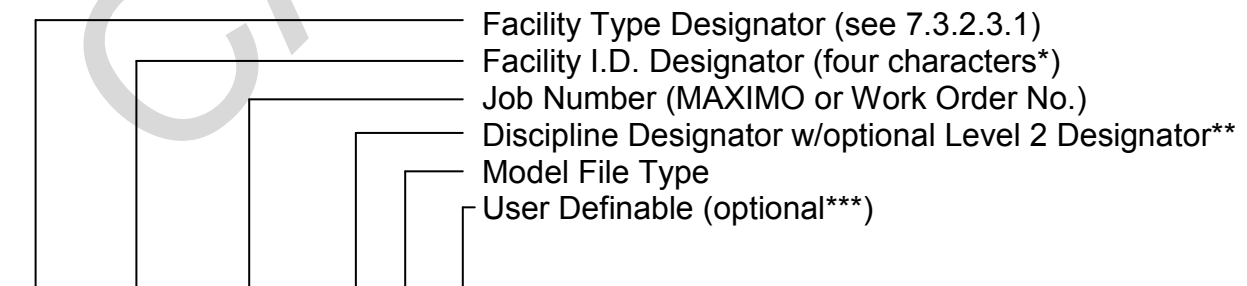 Facility Type Designator (see 7.3.2.3.1)
Facility I.D. Designator (four characters*)
Job Number (MAXIMO or Work Order No.)
Discipline Designator w/optional Level 2 Designator**
Model File Type
User Definable (optional***)